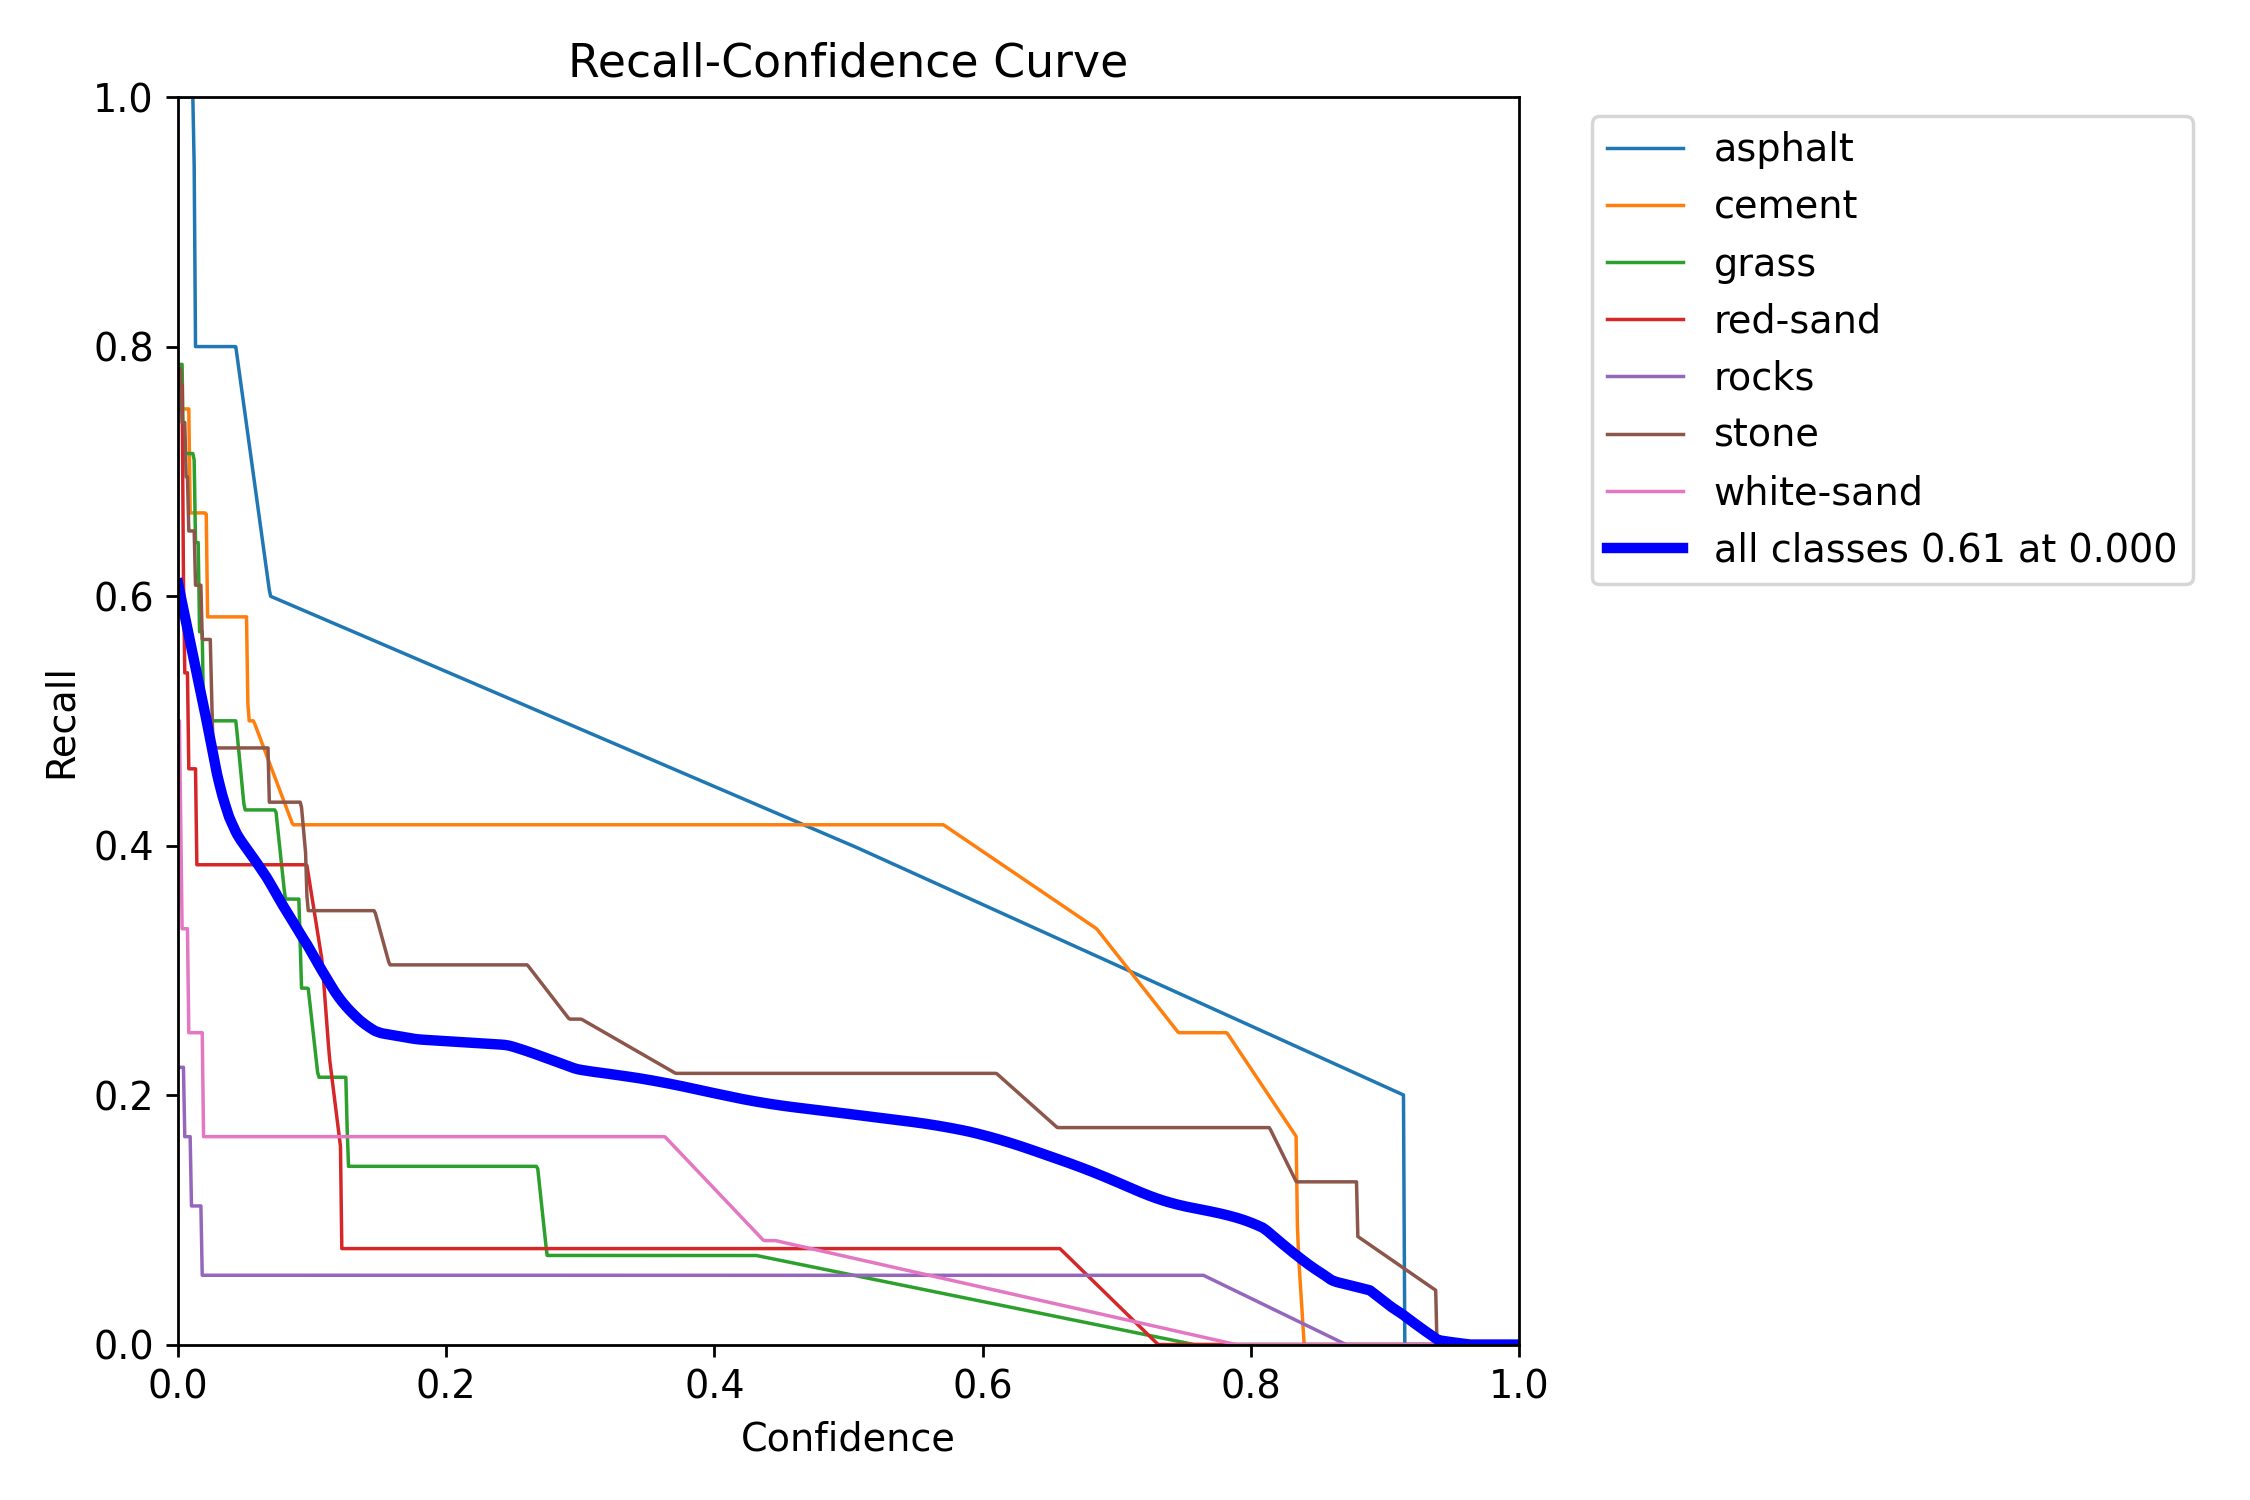 Recall-Confidence Curve
1.0
0.8
0.6
0.4
0.2
0.0
Recall
0.0 0.2 0.4 0.6 0.8 1.0
Confidence
asphalt
cement
grass
red-sand
rocks
stone
white-sand
all classes 0.61 at 0.000